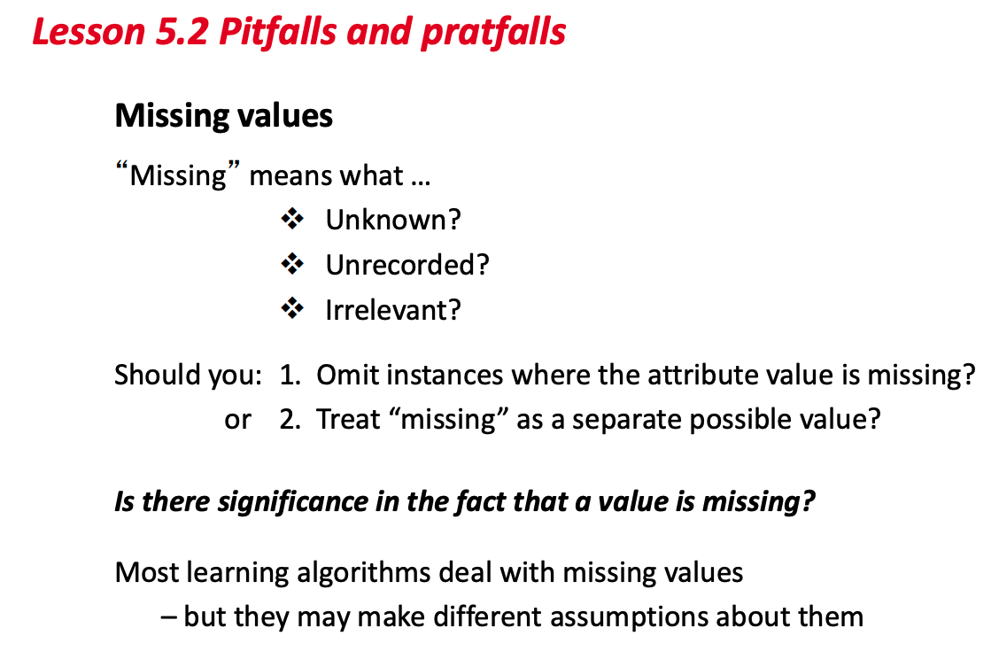 Lesson 5.2 Pitfalls and pratfalls
Missing values
“Missing” means what …
❖ Unknown?
❖ Unrecorded?
❖ Irrelevant?
Should you: 1. Omit instances where the attribute value is missing?
or 2. Treat “missing” as a separate possible value?
Is there significance in the fact that a value is missing?
Most learning algorithms deal with missing values
– but they may make different assumptions about them